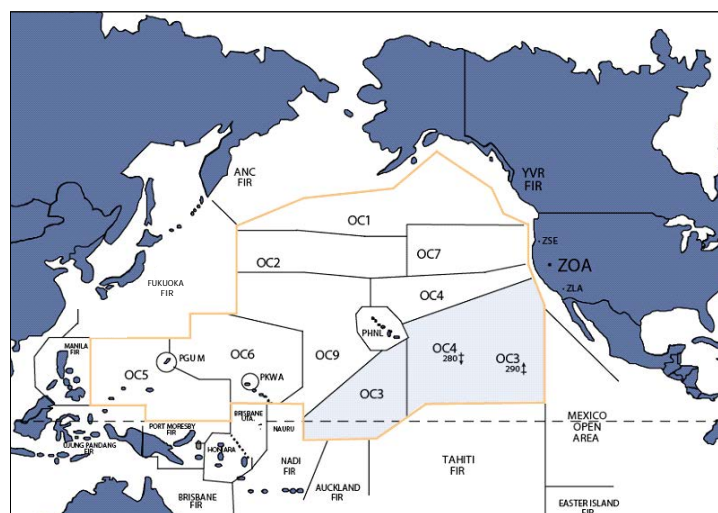 ANC
FIR
YVR
FIR
OC1
OC2
OC7
ZSE
ZOA
ZLA
FUKUOKA
FIR
OC4
PHNL
MANILA
FIR
PGUM
OC5
OC6
PKWA
OC9
OC4
280‡
OC3
290‡
OC3
BRISBANE
UTA.
NAURU
PORT MORESBY
FIR
UJUNG PANDANG
FIR
HONIARA
NADI
FIR
AUCKLAND
FIR
TAHITI
FIR
MEXICO
OPEN
AREA
BRISBANE
FIR
EASTER ISLAND
FIR